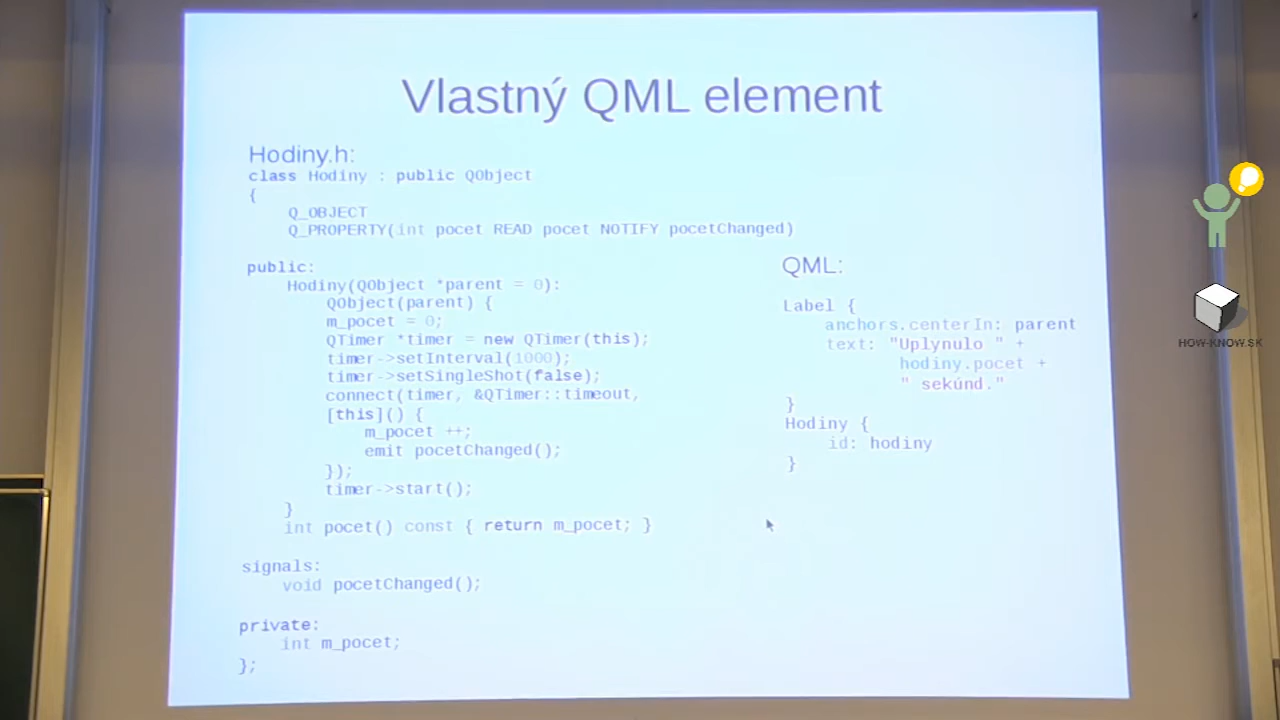 Vlastný QML element
Hodiny.h:
class Hodiny : public QObject
{
Q_OBJECT
Q_PROPERTY(int pocet READ pocet NOTIFY pocetChanged)
public:
Hodiny(QObject *parent = 0):
QObject(parent) {
m_pocet = 0;
QTimer *timer = new QTimer(this);
timer->setInterval(1000);
timer->setSingleShot(false);
connect(timer, &QTimer::timeout,
[this]() {
m_pocet ++;
emit pocetChanged();
});
timer->start();
}
int pocet() const { return m_pocet; }
signals:
void pocetChanged();
private:
int m_pocet;
};
QML:
Label {
anchors.centerIn: parent
text: "Uplynulo " +
hodiny.pocet +
" sekúnd."
}
Hodiny {
id: hodiny
}
HOW-KNOW.SK